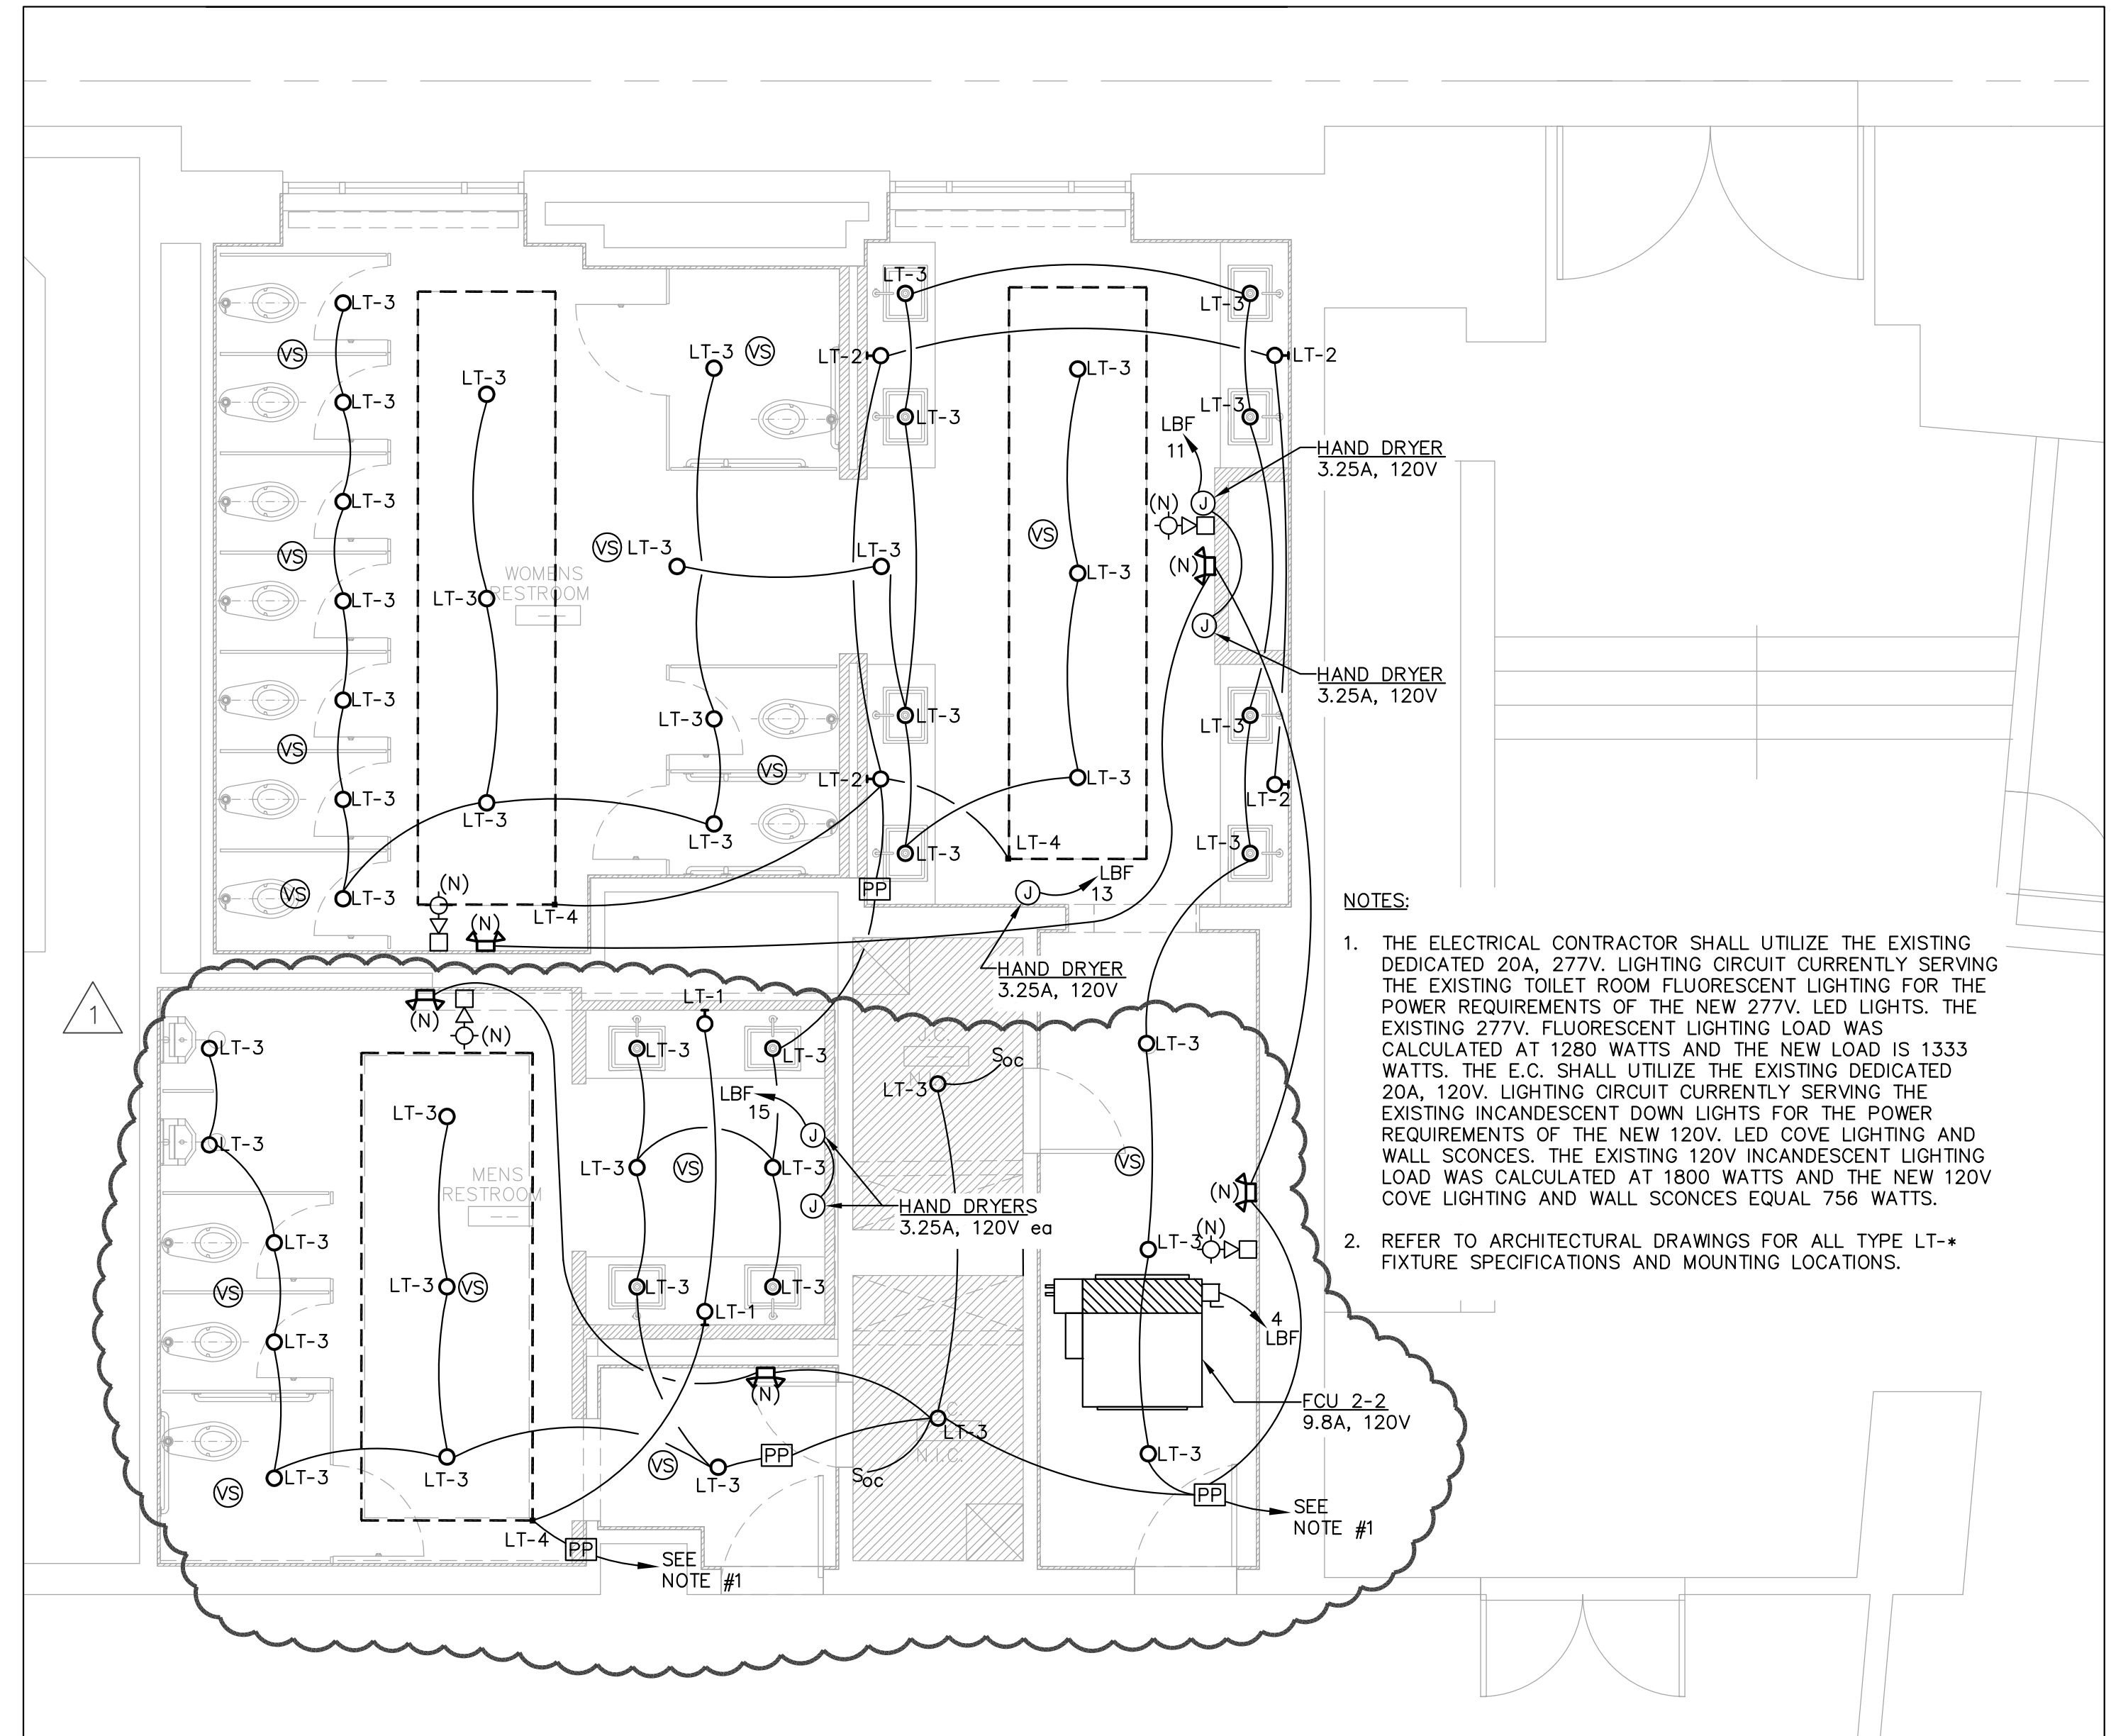 LT-3
LT-3
LT-3
VS
LT-3
LT-3
VS
LT-2
LT-2
LT-3
LT-3
VS
LT-3
LT-3
LT-3
LT-3
LBF
11
HAND DRYER
3.25A, 120V
J
(N)
LT-3
VS
VS
LT-3
LT-3
VS
(N)
LT-3
WOMENS
RESTROOM
LT-3
LT-3
J
HAND DRYER
3.25A, 120V
LT-3
LT-3
LT-3
LT-3
VS
VS
LT-2
LT-3
LT-2
LT-3
LT-3
LT-3
LT-4
LT-3
LT-3
VS
LT-3
(N)
(N)
LT-4
PP
J
LBF
13
HAND DRYER
3.25A, 120V
NOTES:
1. THE ELECTRICAL CONTRACTOR SHALL UTILIZE THE EXISTING
DEDICATED 20A, 277V. LIGHTING CIRCUIT CURRENTLY SERVING
THE EXISTING TOILET ROOM FLUORESCENT LIGHTING FOR THE
POWER REQUIREMENTS OF THE NEW 277V. LED LIGHTS. THE
EXISTING 277V. FLUORESCENT LIGHTING LOAD WAS
CALCULATED AT 1280 WATTS AND THE NEW LOAD IS 1333
WATTS. THE E.C. SHALL UTILIZE THE EXISTING DEDICATED
20A, 120V. LIGHTING CIRCUIT CURRENTLY SERVING THE
EXISTING INCANDESCENT DOWN LIGHTS FOR THE POWER
REQUIREMENTS OF THE NEW 120V. LED COVE LIGHTING AND
WALL SCONCES. THE EXISTING 120V INCANDESCENT LIGHTING
LOAD WAS CALCULATED AT 1800 WATTS AND THE NEW 120V
COVE LIGHTING AND WALL SCONCES EQUAL 756 WATTS.
2. REFER TO ARCHITECTURAL DRAWINGS FOR ALL TYPE LT-*
FIXTURE SPECIFICATIONS AND MOUNTING LOCATIONS.
1
(N)
(N)
LT-1
LT-3
LT-3
LT-3
J.C.
Soc
LT-3
LT-3
LT-3
LT-3
LBF
15
J
LT-3
VS
LT-3
VS
MENS
RESTROOM
J
HAND DRYERS
3.25A, 120V ea
(N)
(N)
LT-3
LT-3
VS
LT-3
VS
LT-3
LT-3
LT-1
4
LBF
LT-3
(N)
FCU 2-2
9.8A, 120V
LT-3
N.I.C.
LT-3
LT-3
VS
LT-3
LT-3
VS
PP
LT-3
Soc
PP
SEE
NOTE #1
LT-4
PP
SEE
NOTE #1